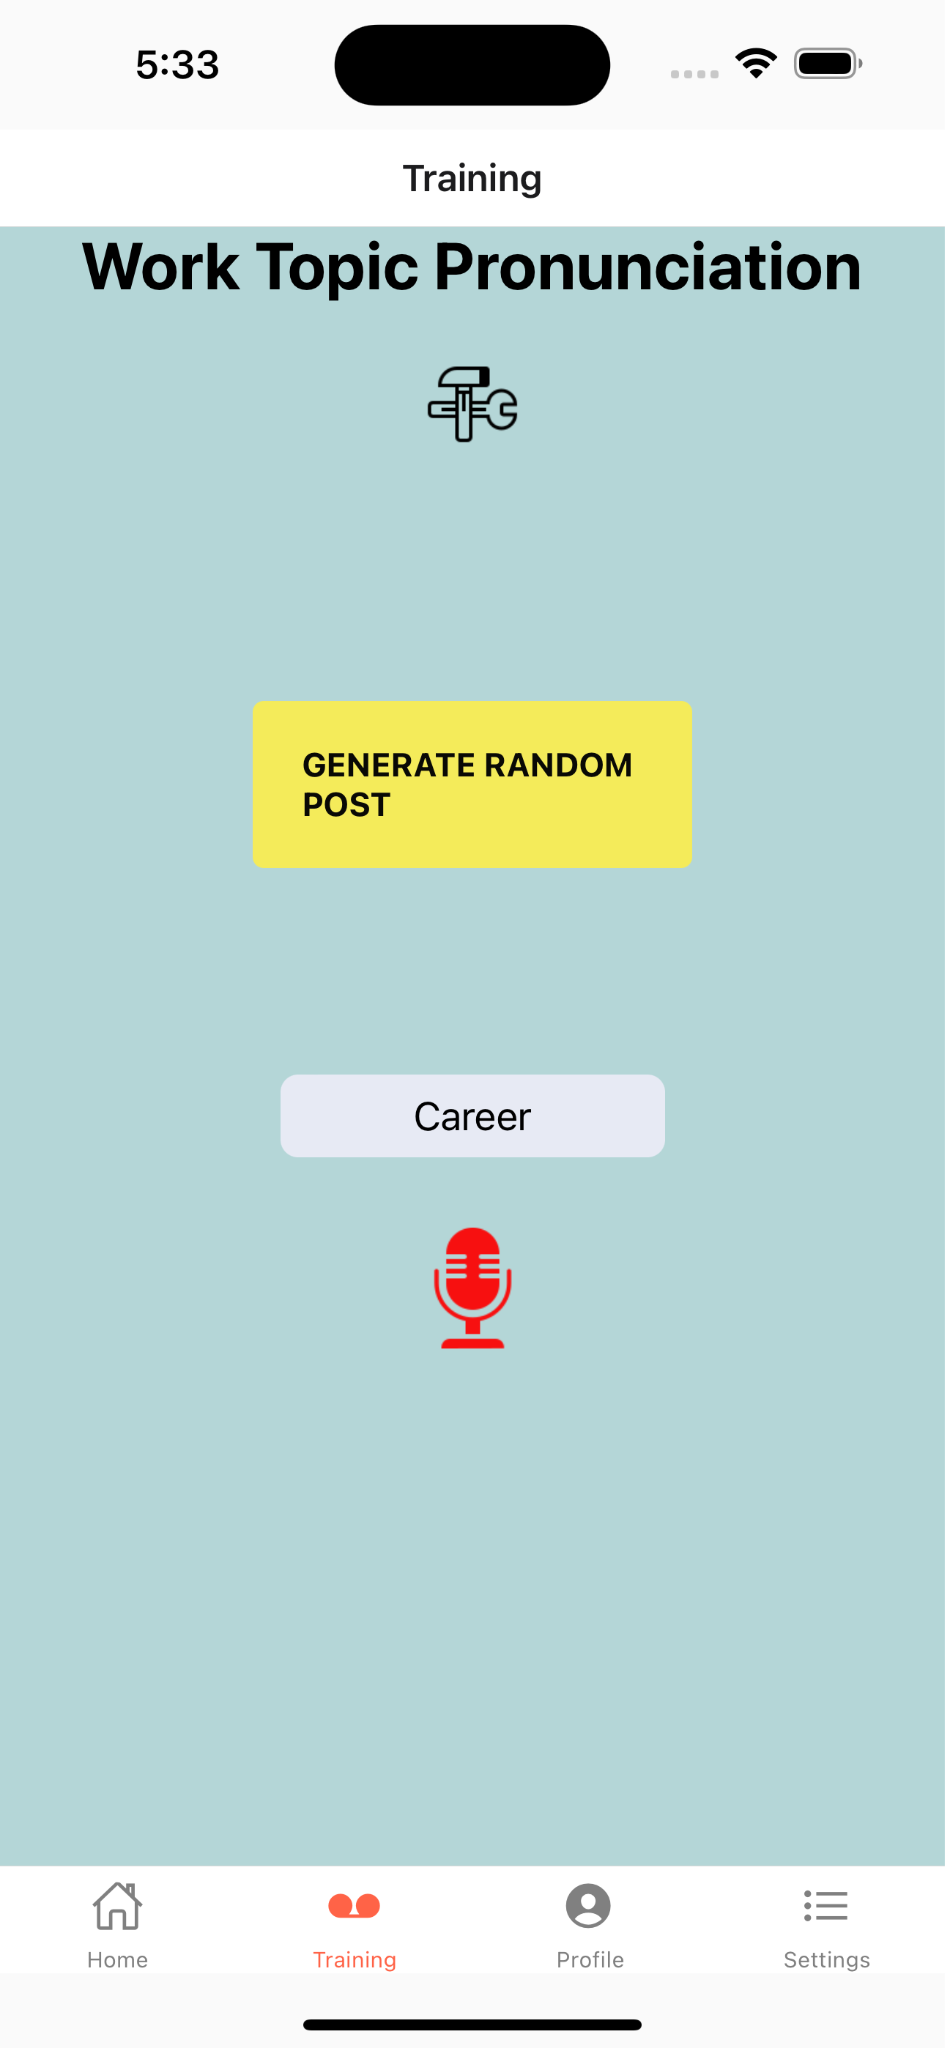 5:33
Training
Work Topic Pronunciation
GENERATE RANDOM
POST
Career
Home
Training
Profile
Settings